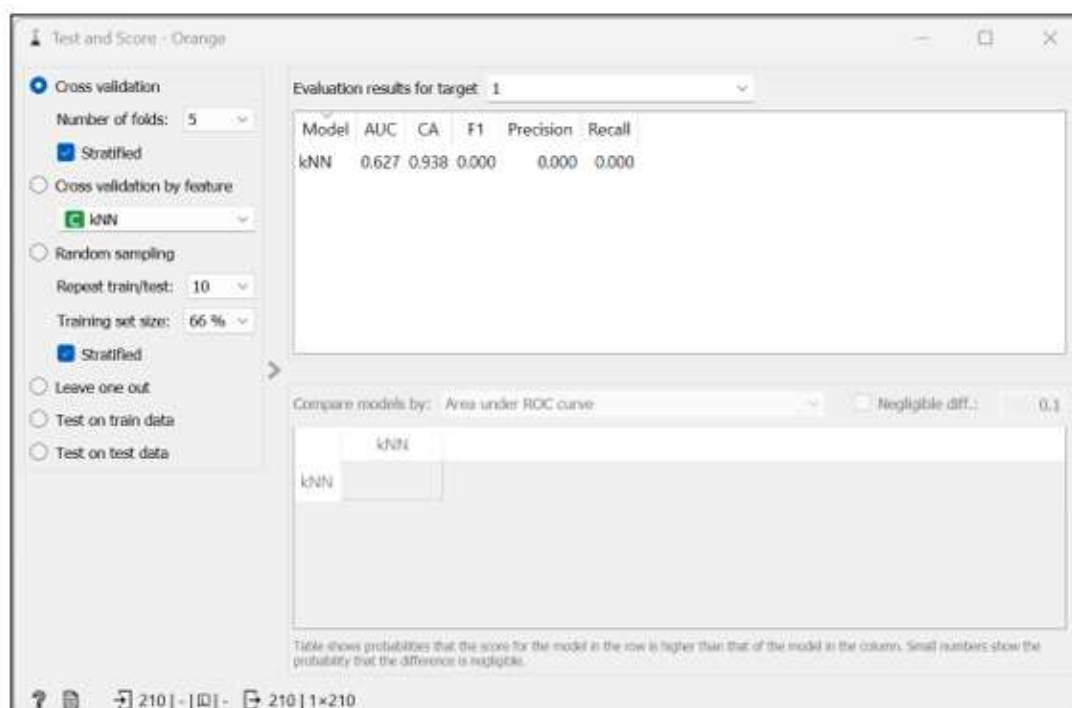 Test and Score - Orange
Cross validation
Number of folds: 5
Stratified
Cross validation by feature
C kNN
Random sampling
Repeat train/test: 10
Training set size: 66 %
Stratified
Leave one out
Test on train data
Test on test data
Evaluation results for target 1
Model AUC CA F1 Precision Recall
kNN 0.627 0.938 0.000 0.000 0.000
>
Compare models by: Area under ROC curve Negligible diff.: 0.1
kNN
kNN
Table shows probabilities that the score for the model in the row is higher than that of the model in the column. Small numbers show the
probability that the difference is negligible.
? 210 | - | - 210 | 1×210